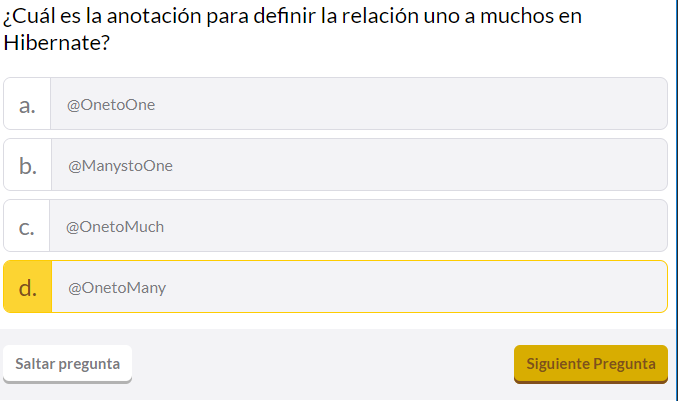 ¿Cuál es la anotación para definir la relación uno a muchos en
Hibernate?
a. @OnetoOne
b. @ManystoOne
c. @OnetoMuch
d. @OnetoMany
Saltar pregunta Siguiente Pregunta